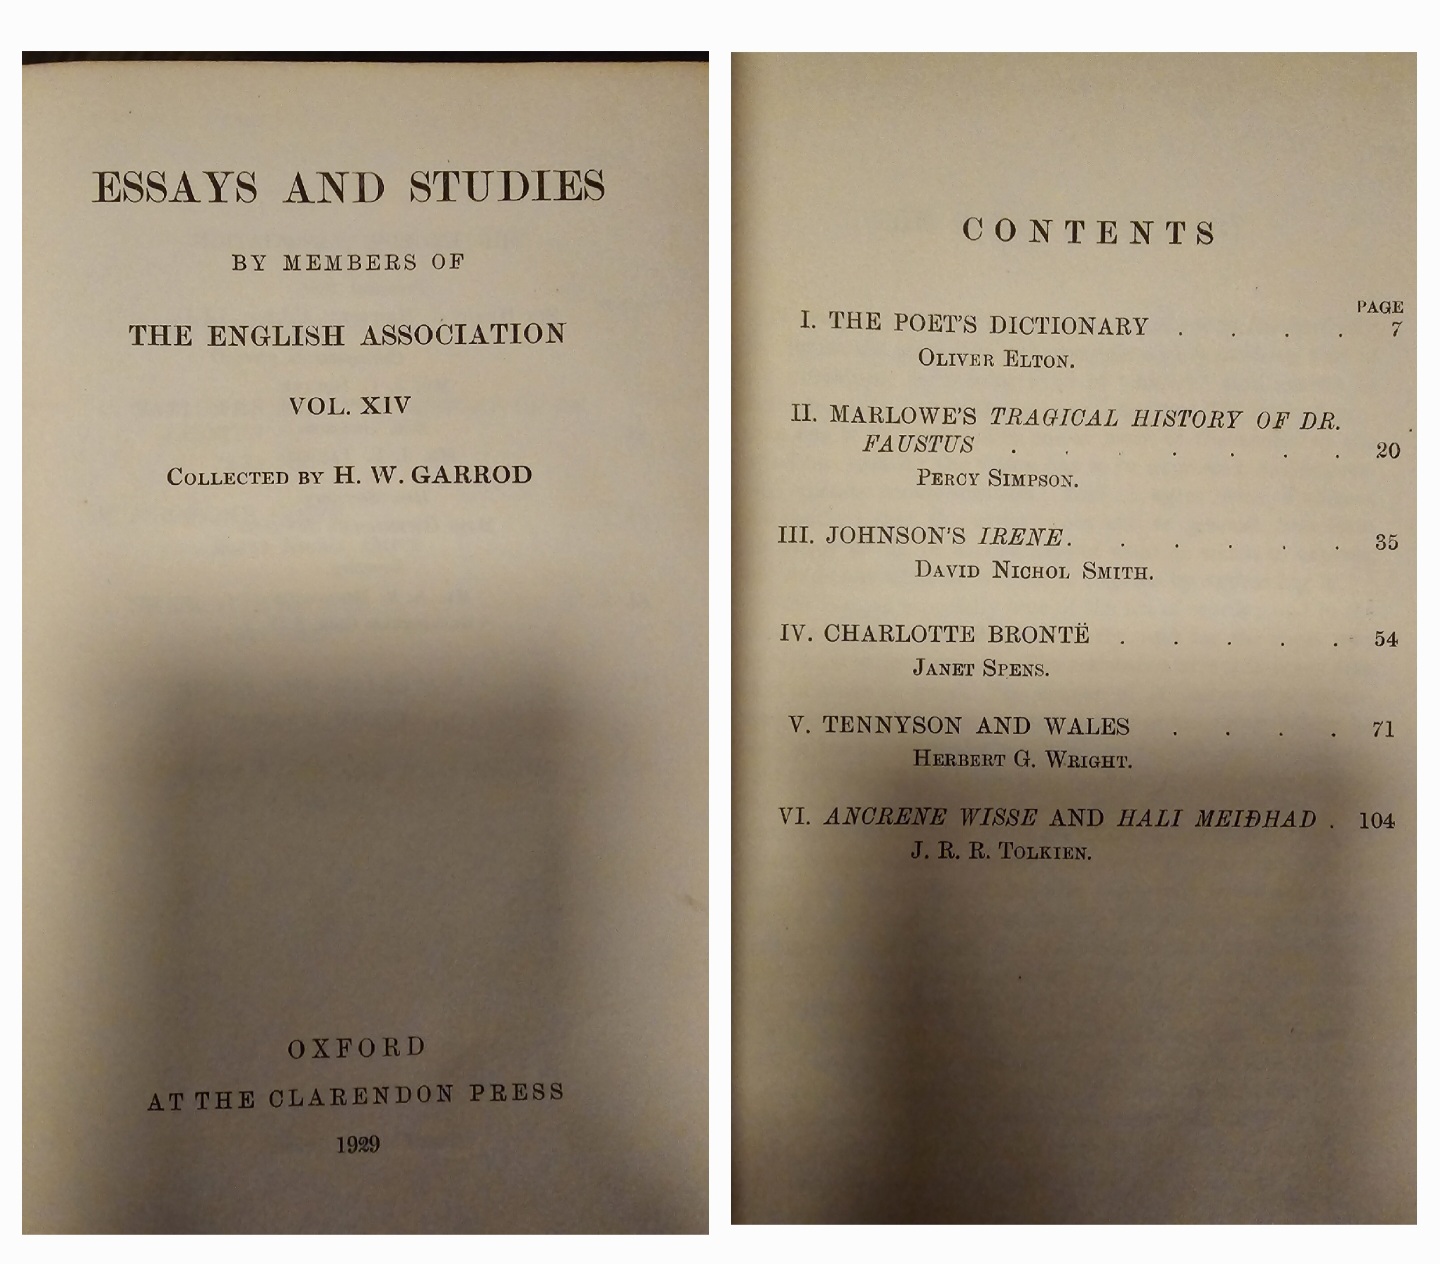 ESSAYS AND STUDIES
BY MEMBERS OF
THE ENGLISH ASSOCIATION
VOL. XIV
COLLECTED BY H. W. GARROD
OXFORD
AT THE CLARENDON PRESS
1929
CONTENTS
PAGE
I. THE POET'S DICTIONARY . . . . 7
OLIVER ELTON.
II. MARLOWE'S TRAGICAL HISTORY OF DR.
FAUSTUS . . . . . . . 20
PERCY SIMPSON.
III. JOHNSON'S IRENE . . . . . . 35
DAVID NICHOL SMITH.
IV. CHARLOTTE BRONTË . . . . . 54
JANET SPENS.
V. TENNYSON AND WALES . . . . 71
HERBERT G. WRIGHT.
VI. ANCRENE WISSE AND HALI MEIÐHAD . 104
J. R. R. TOLKIEN.